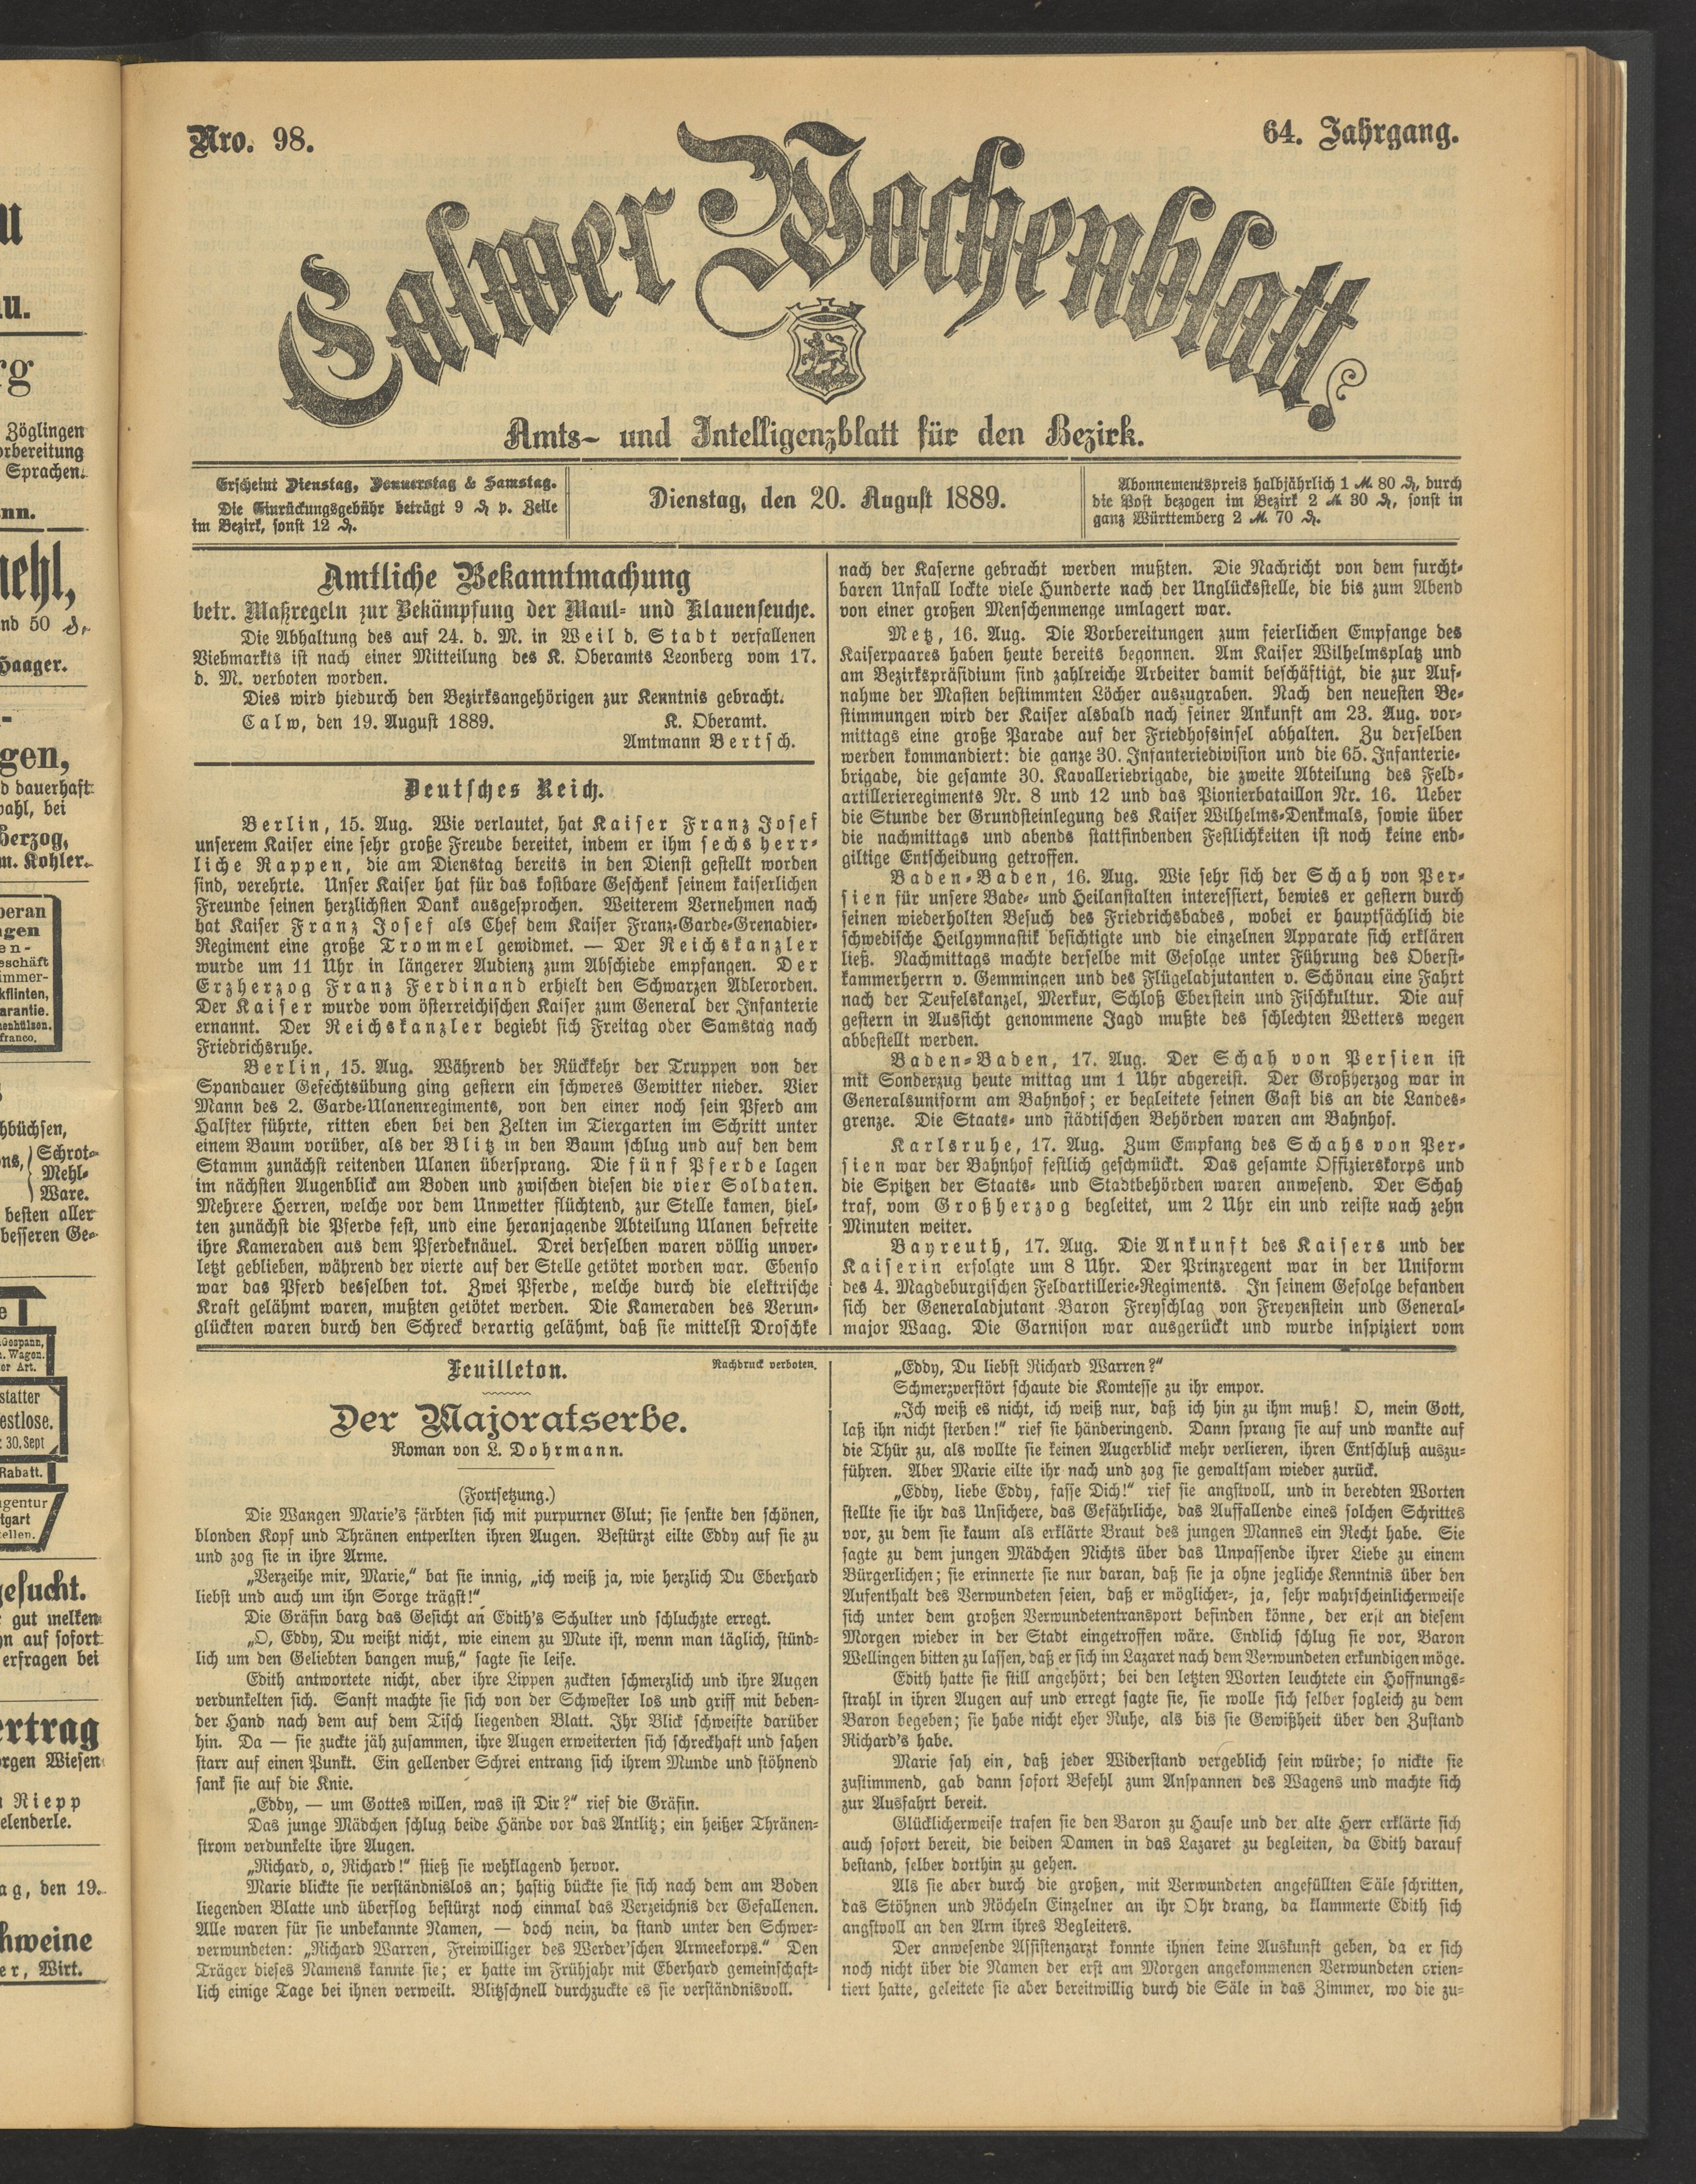 Nro. 98.
64. Jahrgang.
Calwer Wochenblatt
Amts- und Intelligenzblatt für den Bezirk.
Erscheint Dienstag, Donnerstag & Samstag.
Die Einrückungsgebühr beträgt 9 ₰ p. Zeile
im Bezirk, sonst 12 ₰.
Dienstag, den 20. August 1889.
Abonnementspreis halbjährlich 1 ℳ 80 ₰, durch
die Post bezogen im Bezirk 2 ℳ 30 ₰, sonst in
ganz Württemberg 2 ℳ 70 ₰.
Amtliche Bekanntmachung
betr. Maßregeln zur Bekämpfung der Maul- und Klauenseuche.
Die Abhaltung des auf 24. d. M. in Weil d. Stadt verfallenen
Viehmarkts ist nach einer Mitteilung des K. Oberamts Leonberg vom 17.
d. M. verboten worden.
Dies wird hiedurch den Bezirksangehörigen zur Kenntnis gebracht.
Calw, den 19. August 1889. K. Oberamt.
Amtmann Bertsch.
Deutsches Reich.
Berlin, 15. Aug. Wie verlautet, hat Kaiser Franz Josef
unserem Kaiser eine sehr große Freude bereitet, indem er ihm sechs herr-
liche Rappen, die am Dienstag bereits in den Dienst gestellt worden
sind, verehrte. Unser Kaiser hat für das kostbare Geschenk seinem kaiserlichen
Freunde seinen herzlichsten Dank ausgesprochen. Weiterem Vernehmen nach
hat Kaiser Franz Josef als Chef dem Kaiser Franz-Garde-Grenadier-
Regiment eine große Trommel gewidmet. — Der Reichskanzler
wurde um 11 Uhr in längerer Audienz zum Abschiede empfangen. Der
Erzherzog Franz Ferdinand erhielt den Schwarzen Adlerorden.
Der Kaiser wurde vom österreichischen Kaiser zum General der Infanterie
ernannt. Der Reichskanzler begiebt sich Freitag oder Samstag nach
Friedrichsruhe.
Berlin, 15. Aug. Während der Rückkehr der Truppen von der
Spandauer Gefechtsübung ging gestern ein schweres Gewitter nieder. Vier
Mann des 2. Garde-Ulanenregiments, von den einer noch sein Pferd am
Halfter führte, ritten eben bei den Zelten im Tiergarten im Schritt unter
einem Baum vorüber, als der Blitz in den Baum schlug und auf den dem
Stamm zunächst reitenden Ulanen übersprang. Die fünf Pferde lagen
im nächsten Augenblick am Boden und zwischen diesen die vier Soldaten.
Mehrere Herren, welche vor dem Unwetter flüchtend, zur Stelle kamen, hiel-
ten zunächst die Pferde fest, und eine heranjagende Abteilung Ulanen befreite
ihre Kameraden aus dem Pferdeknäuel. Drei derselben waren völlig unver-
letzt geblieben, während der vierte auf der Stelle getötet worden war. Ebenso
war das Pferd desselben tot. Zwei Pferde, welche durch die elektrische
Kraft gelähmt waren, mußten getötet werden. Die Kameraden des Verun-
glückten waren durch den Schreck derartig gelähmt, daß sie mittelst Droschke
nach der Kaserne gebracht werden mußten. Die Nachricht von dem furcht-
baren Unfall lockte viele Hunderte nach der Unglücksstelle, die bis zum Abend
von einer großen Menschenmenge umlagert war.
Metz, 16. Aug. Die Vorbereitungen zum feierlichen Empfange des
Kaiserpaares haben heute bereits begonnen. Am Kaiser Wilhelmsplatz und
am Bezirkspräsidium sind zahlreiche Arbeiter damit beschäftigt, die zur Auf-
nahme der Masten bestimmten Löcher auszugraben. Nach den neuesten Be-
stimmungen wird der Kaiser alsbald nach seiner Ankunft am 23. Aug. vor-
mittags eine große Parade auf der Friedhofsinsel abhalten. Zu derselben
werden kommandiert: die ganze 30. Infanteriedivision und die 65. Infanterie-
brigade, die gesamte 30. Kavalleriebrigade, die zweite Abteilung des Feld-
artillerieregiments Nr. 8 und 12 und das Pionierbataillon Nr. 16. Ueber
die Stunde der Grundsteinlegung des Kaiser Wilhelms-Denkmals, sowie über
die nachmittags und abends stattfindenden Festlichkeiten ist noch keine end-
giltige Entscheidung getroffen.
Baden-Baden, 16. Aug. Wie sehr sich der Schah von Per-
sien für unsere Bade- und Heilanstalten interessiert, bewies er gestern durch
seinen wiederholten Besuch des Friedrichsbades, wobei er hauptsächlich die
schwedische Heilgymnastik besichtigte und die einzelnen Apparate sich erklären
ließ. Nachmittags machte derselbe mit Gefolge unter Führung des Oberst-
kammerherrn v. Gemmingen und des Flügeladjutanten v. Schönau eine Fahrt
nach der Teufelskanzel, Merkur, Schloß Eberstein und Fischkultur. Die auf
gestern in Aussicht genommene Jagd mußte des schlechten Wetters wegen
abbestellt werden.
Baden-Baden, 17. Aug. Der Schah von Persien ist
mit Sonderzug heute mittag um 1 Uhr abgereist. Der Großherzog war in
Generalsuniform am Bahnhof; er begleitete seinen Gast bis an die Landes-
grenze. Die Staats- und städtischen Behörden waren am Bahnhof.
Karlsruhe, 17. Aug. Zum Empfang des Schahs von Per-
sien war der Bahnhof festlich geschmückt. Das gesamte Offizierskorps und
die Spitzen der Staats- und Stadtbehörden waren anwesend. Der Schah
traf, vom Großherzog begleitet, um 2 Uhr ein und reiste nach zehn
Minuten weiter.
Bayreuth, 17. Aug. Die Ankunft des Kaisers und der
Kaiserin erfolgte um 8 Uhr. Der Prinzregent war in der Uniform
des 4. Magdeburgischen Feldartillerie-Regiments. In seinem Gefolge befanden
sich der Generaladjutant Baron Freyschlag von Freyenstein und General-
major Waag. Die Garnison war ausgerückt und wurde inspiziert vom
Feuilleton.
Nachdruck verboten.
Der Majoratserbe.
Roman von L. Dohrmann.
(Fortsetzung.)
Die Wangen Marie's färbten sich mit purpurner Glut; sie senkte den schönen,
blonden Kopf und Thränen entperlten ihren Augen. Bestürzt eilte Eddy auf sie zu
und zog sie in ihre Arme.
„Verzeihe mir, Marie,“ bat sie innig, „ich weiß ja, wie herzlich Du Eberhard
liebst und auch um ihn Sorge trägst!“
Die Gräfin barg das Gesicht an Edith's Schulter und schluchzte erregt.
„O, Eddy, Du weißt nicht, wie einem zu Mute ist, wenn man täglich, stünd-
lich um den Geliebten bangen muß,“ sagte sie leise.
Edith antwortete nicht, aber ihre Lippen zuckten schmerzlich und ihre Augen
verdunkelten sich. Sanft machte sie sich von der Schwester los und griff mit beben-
der Hand nach dem auf dem Tisch liegenden Blatt. Ihr Blick schweifte darüber
hin. Da — sie zuckte jäh zusammen, ihre Augen erweiterten sich schreckhaft und sahen
starr auf einen Punkt. Ein gellender Schrei entrang sich ihrem Munde und stöhnend
sank sie auf die Knie.
„Eddy, — um Gottes willen, was ist Dir?“ rief die Gräfin.
Das junge Mädchen schlug beide Hände vor das Antlitz; ein heißer Thränen-
strom verdunkelte ihre Augen.
„Richard, o, Richard!“ stieß sie wehklagend hervor.
Marie blickte sie verständnislos an; hastig bückte sie sich nach dem am Boden
liegenden Blatte und überflog bestürzt noch einmal das Verzeichnis der Gefallenen.
Alle waren für sie unbekannte Namen, — doch nein, da stand unter den Schwer-
verwundeten: „Richard Warren, Freiwilliger des Werder'schen Armeekorps.“ Den
Träger dieses Namens kannte sie; er hatte im Frühjahr mit Eberhard gemeinschaft-
lich einige Tage bei ihnen verweilt. Blitzschnell durchzuckte es sie verständnisvoll.
„Eddy, Du liebst Richard Warren?“
Schmerzverstört schaute die Komtesse zu ihr empor.
„Ich weiß es nicht, ich weiß nur, daß ich hin zu ihm muß! O, mein Gott,
laß ihn nicht sterben!“ rief sie händeringend. Dann sprang sie auf und wankte auf
die Thür zu, als wollte sie keinen Augerblick mehr verlieren, ihren Entschluß auszu-
führen. Aber Marie eilte ihr nach und zog sie gewaltsam wieder zurück.
„Eddy, liebe Eddy, fasse Dich!“ rief sie angstvoll, und in beredten Worten
stellte sie ihr das Unsichere, das Gefährliche, das Auffallende eines solchen Schrittes
vor, zu dem sie kaum als erklärte Braut des jungen Mannes ein Recht habe. Sie
sagte zu dem jungen Mädchen Nichts über das Unpassende ihrer Liebe zu einem
Bürgerlichen; sie erinnerte sie nur daran, daß sie ja ohne jegliche Kenntnis über den
Aufenthalt des Verwundeten seien, daß er möglicher-, ja, sehr wahrscheinlicherweise
sich unter dem großen Verwundetentransport befinden könne, der erst an diesem
Morgen wieder in der Stadt eingetroffen wäre. Endlich schlug sie vor, Baron
Wellingen bitten zu lassen, daß er sich im Lazaret nach dem Verwundeten erkundigen möge.
Edith hatte sie still angehört; bei den letzten Worten leuchtete ein Hoffnungs-
strahl in ihren Augen auf und erregt sagte sie, sie wolle sich selber sogleich zu dem
Baron begeben; sie habe nicht eher Ruhe, als bis sie Gewißheit über den Zustand
Richard's habe.
Marie sah ein, daß jeder Widerstand vergeblich sein würde; so nickte sie
zustimmend, gab dann sofort Befehl zum Anspannen des Wagens und machte sich
zur Ausfahrt bereit.
Glücklicherweise trafen sie den Baron zu Hause und der alte Herr erklärte sich
auch sofort bereit, die beiden Damen in das Lazaret zu begleiten, da Edith darauf
bestand, selber dorthin zu gehen.
Als sie aber durch die großen, mit Verwundeten angefüllten Säle schritten,
das Stöhnen und Röcheln Einzelner an ihr Ohr drang, da klammerte Edith sich
angstvoll an den Arm ihres Begleiters.
Der anwesende Assistenzarzt konnte ihnen keine Auskunft geben, da er sich
noch nicht über die Namen der erst am Morgen angekommenen Verwundeten orien-
tiert hatte, geleitete sie aber bereitwillig durch die Säle in das Zimmer, wo die zu-